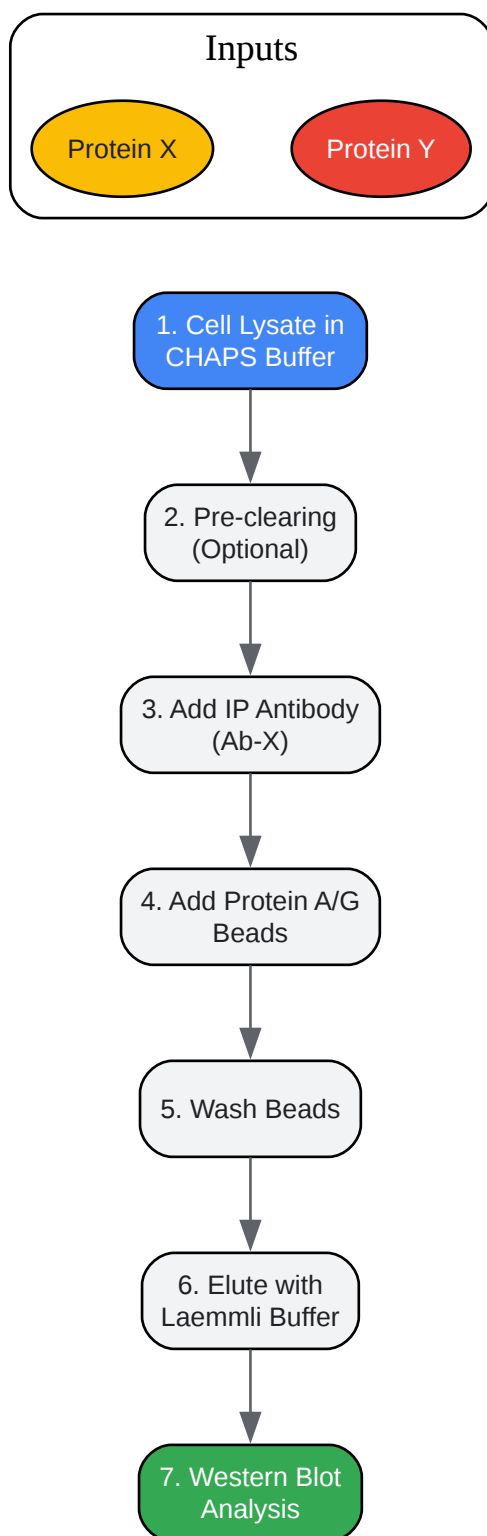 Inputs
Protein X
Protein Y
1. Cell Lysate in
CHAPS Buffer
2. Pre-clearing
(Optional)
3. Add IP Antibody
(Ab-X)
4. Add Protein A/G
Beads
5. Wash Beads
6. Elute with
Laemmli Buffer
7. Western Blot
Analysis